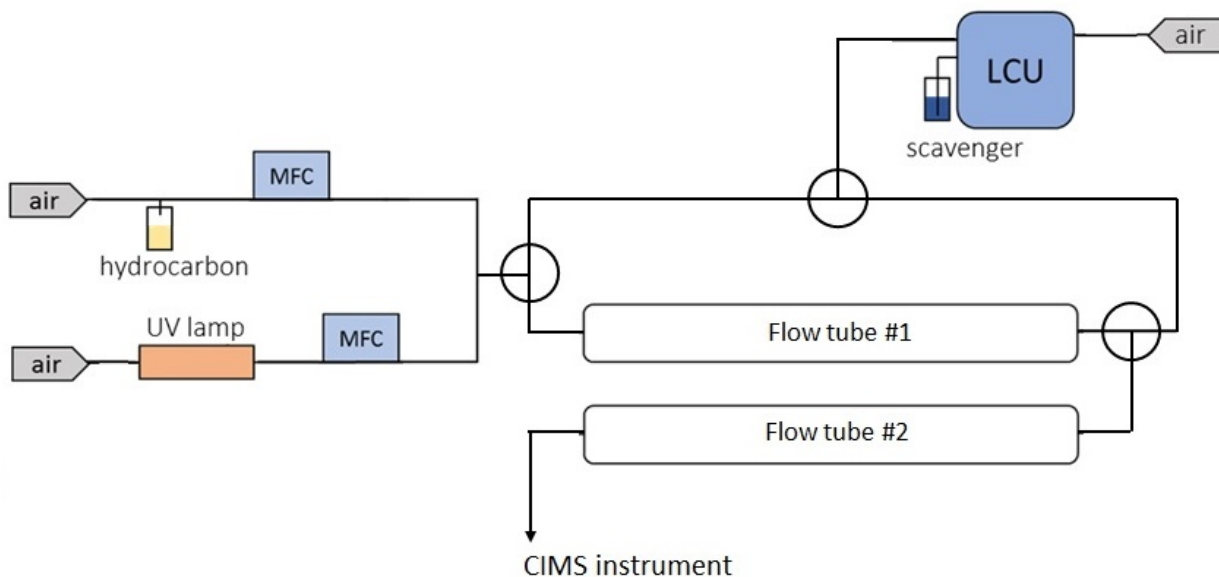 air
LCU
scavenger
MFC
air
hydrocarbon
UV lamp
MFC
air
Flow tube #1
Flow tube #2
CIMS instrument